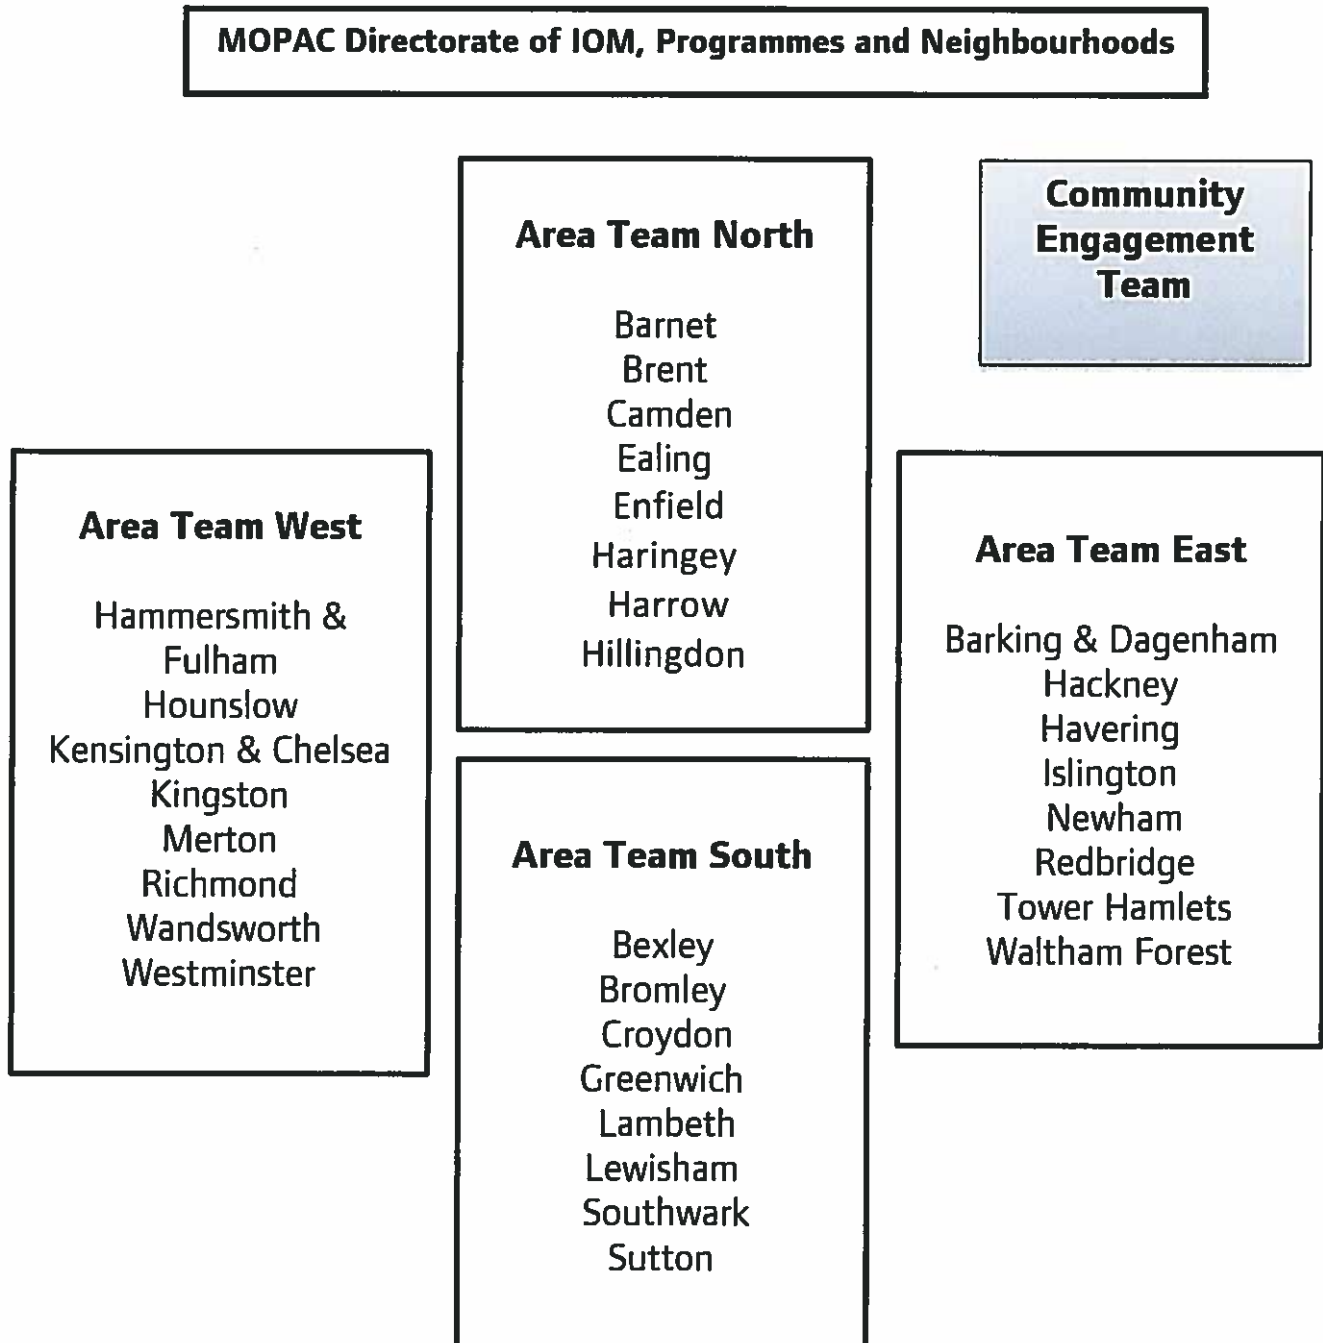 MOPAC Directorate of IOM, Programmes and Neighbourhoods
Area Team North
Barnet
Brent
Camden
Ealing
Enfield
Haringey
Harrow
Hillingdon
Community
Engagement
Team
Area Team West
Hammersmith &
Fulham
Hounslow
Kensington & Chelsea
Kingston
Merton
Richmond
Wandsworth
Westminster
Area Team East
Barking & Dagenham
Hackney
Havering
Islington
Newham
Redbridge
Tower Hamlets
Waltham Forest
Area Team South
Bexley
Bromley
Croydon
Greenwich
Lambeth
Lewisham
Southwark
Sutton